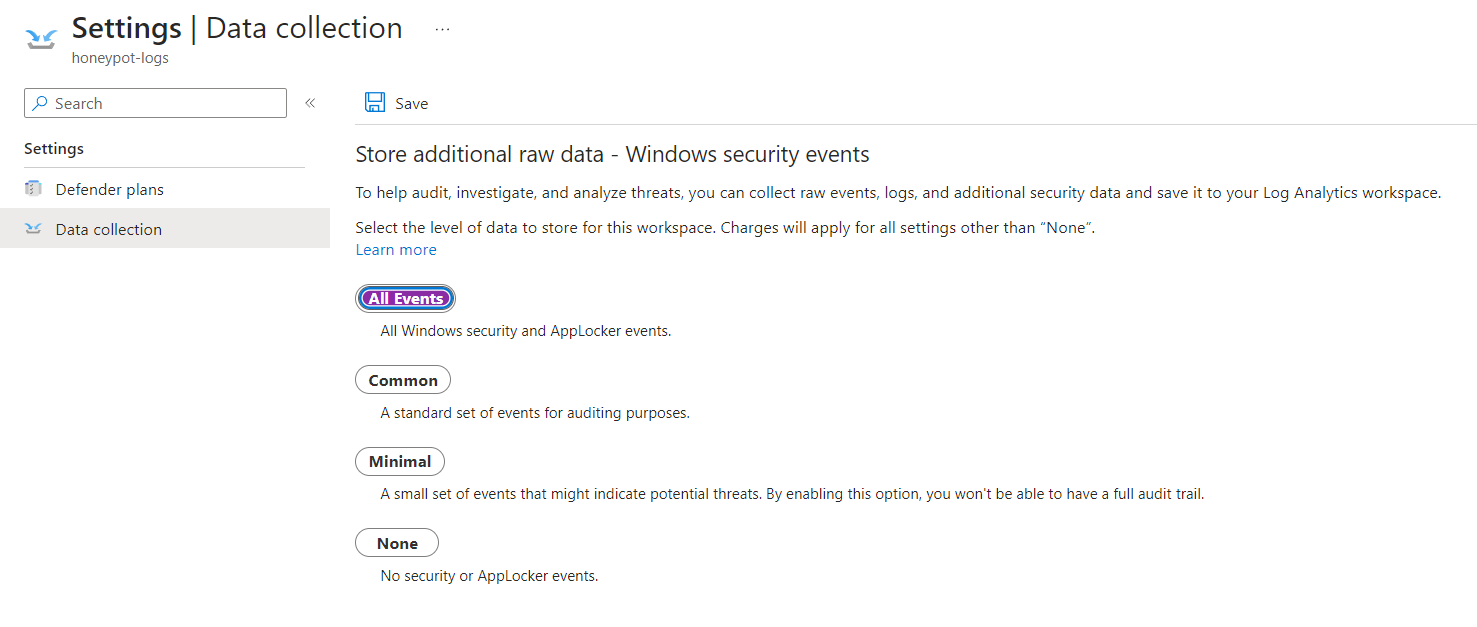 Settings | Data collection ...
honeypot-logs
Search
«
Save
Settings
Defender plans
Data collection
Store additional raw data - Windows security events
To help audit, investigate, and analyze threats, you can collect raw events, logs, and additional security data and save it to your Log Analytics workspace.
Select the level of data to store for this workspace. Charges will apply for all settings other than “None”.
Learn more
All Events
All Windows security and AppLocker events.
Common
A standard set of events for auditing purposes.
Minimal
A small set of events that might indicate potential threats. By enabling this option, you won't be able to have a full audit trail.
None
No security or AppLocker events.